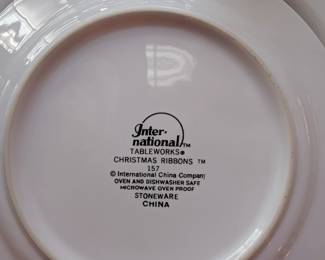 Inter-
national™
TABLEWORKS®
CHRISTMAS RIBBONS ™
157
© International China Company
OVEN AND DISHWASHER SAFE
MICROWAVE OVEN PROOF
STONEWARE
CHINA